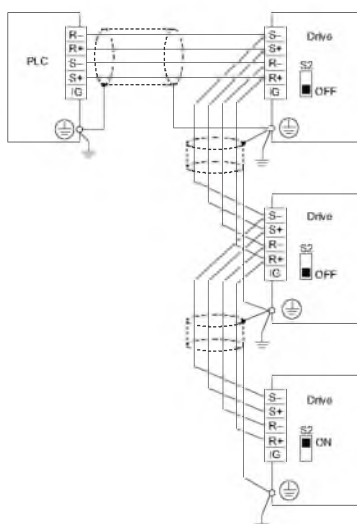 PLC
R−
R+
S−
S+
IG
S−
S+
R−
R+
IG
Drive
S2
OFF
S−
S+
R−
R+
IG
Drive
S2
OFF
S−
S+
R−
R+
IG
Drive
S2
ON